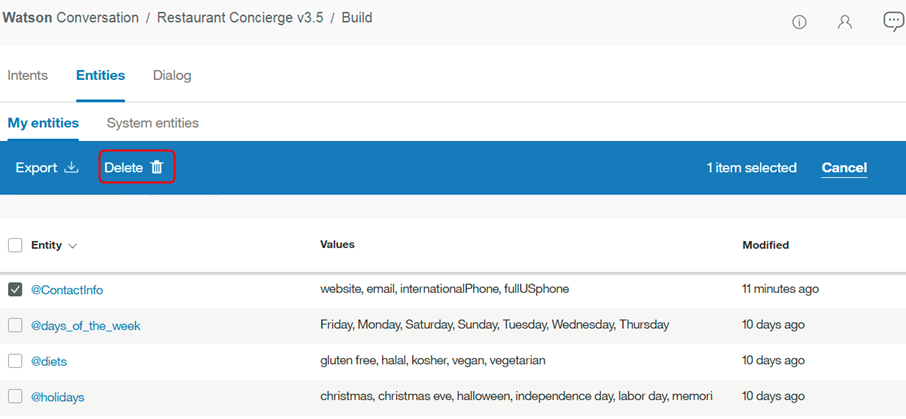 Watson Conversation / Restaurant Concierge v3.5 / Build
Intents Entities Dialog
My entities System entities
Export Delete 1 item selected Cancel
Entity Values Modified
@ContactInfo website, email, internationalPhone, fullUSphone 11 minutes ago
@days_of_the_week Friday, Monday, Saturday, Sunday, Tuesday, Wednesday, Thursday 10 days ago
@diets gluten free, halal, kosher, vegan, vegetarian 10 days ago
@holidays christmas, christmas eve, halloween, independence day, labor day, memori 10 days ago